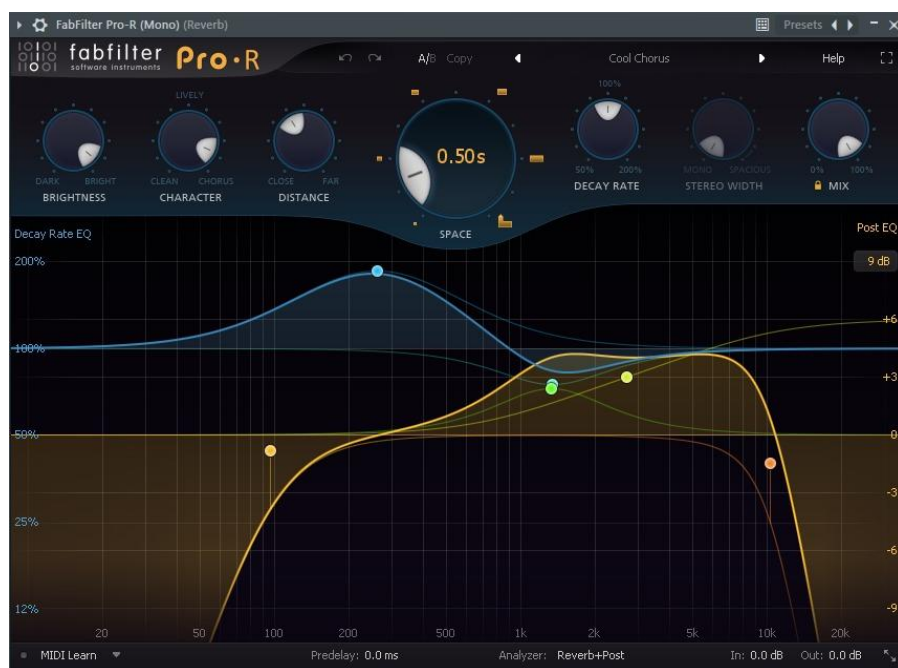 FabFilter Pro-R (Mono) (Reverb)
Presets
fabfilter
software instruments
Pro·R
A/B Copy
Cool Chorus
Help
LIVELY
DARK BRIGHT
BRIGHTNESS
CLEAN CHORUS
CHARACTER
CLOSE FAR
DISTANCE
0.50s
SPACE
100%
50% 200%
DECAY RATE
MONO SPACIOUS
STEREO WIDTH
0% 100%
MIX
Decay Rate EQ
Post EQ
200%
9 dB
+6
100%
+3
50%
0
-3
25%
-6
12%
-9
20 50 100 200 500 1k 2k 5k 10k 20k
MIDI Learn
Predelay: 0.0 ms
Analyzer: Reverb+Post
In: 0.0 dB
Out: 0.0 dB